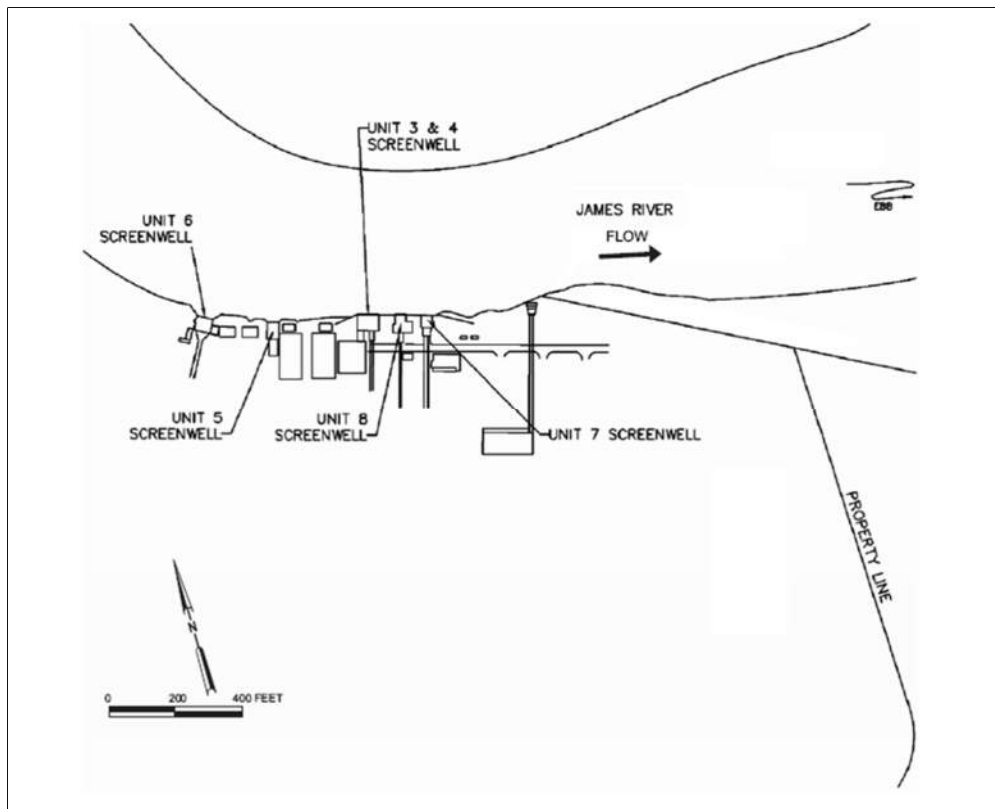 UNIT 3 & 4
SCREENWELL
JAMES RIVER
FLOW
EBB
UNIT 6
SCREENWELL
UNIT 5
SCREENWELL
UNIT 8
SCREENWELL
UNIT 7 SCREENWELL
PROPERTY LINE
N
0 200 400 FEET